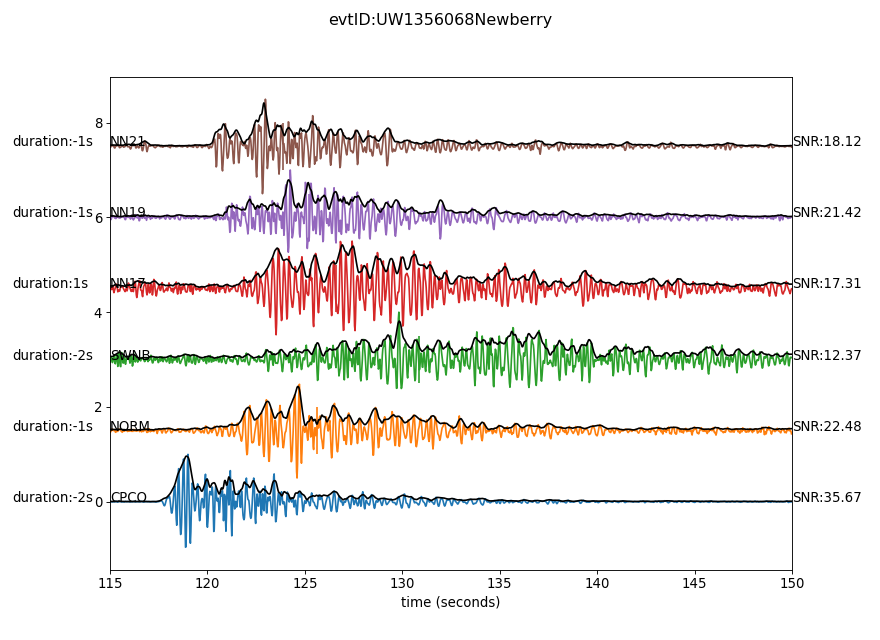 evtID:UW1356068Newberry
8
duration:-1s NN21 SNR:18.12
duration:-1s NN19 SNR:21.42
6
duration:1s NN17 SNR:17.31
4
duration:-2s SWNB SNR:12.37
2
duration:-1s NORM SNR:22.48
duration:-2s CPCO SNR:35.67
0
115 120 125 130 135 140 145 150
time (seconds)